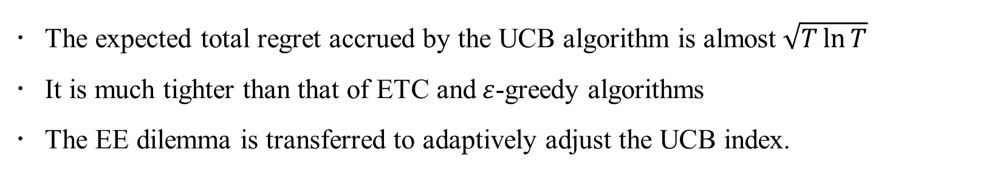 · The expected total regret accrued by the UCB algorithm is almost √(T ln T)
· It is much tighter than that of ETC and ε-greedy algorithms
· The EE dilemma is transferred to adaptively adjust the UCB index.